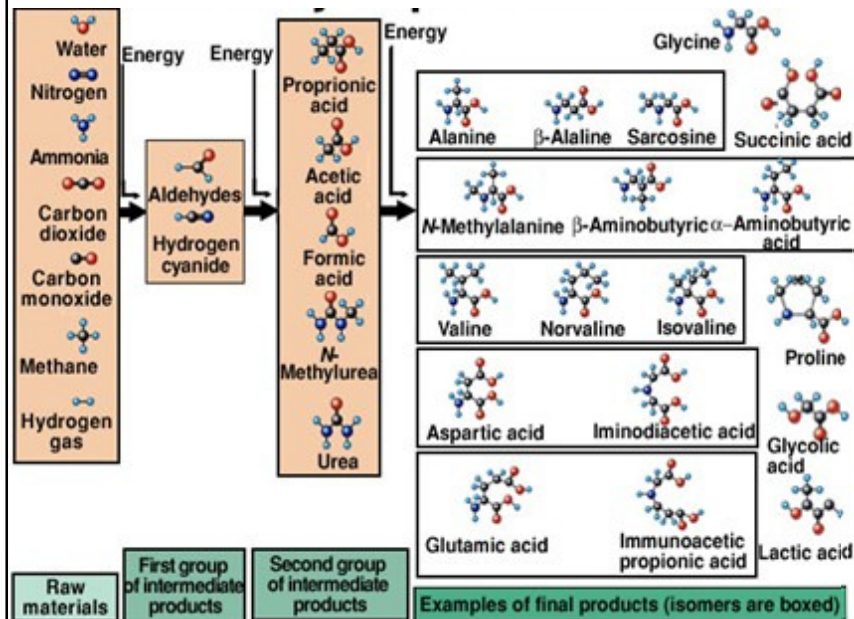 Water
Nitrogen
Ammonia
Carbon
dioxide
Carbon
monoxide
Methane
Hydrogen
gas
Energy
Aldehydes
Hydrogen
cyanide
Energy
Proprionic
acid
Acetic
acid
Formic
acid
N-
Methylurea
Urea
Energy
Glycine
Alanine
β-Alaline
Sarcosine
Succinic acid
N-Methylalanine
β-Aminobutyric
α-Aminobutyric
acid
Valine
Norvaline
Isovaline
Proline
Aspartic acid
Iminodiacetic acid
Glycolic
acid
Glutamic acid
Immunoacetic
propionic acid
Lactic acid
Raw
materials
First group
of intermediate
products
Second group
of intermediate
products
Examples of final products (isomers are boxed)